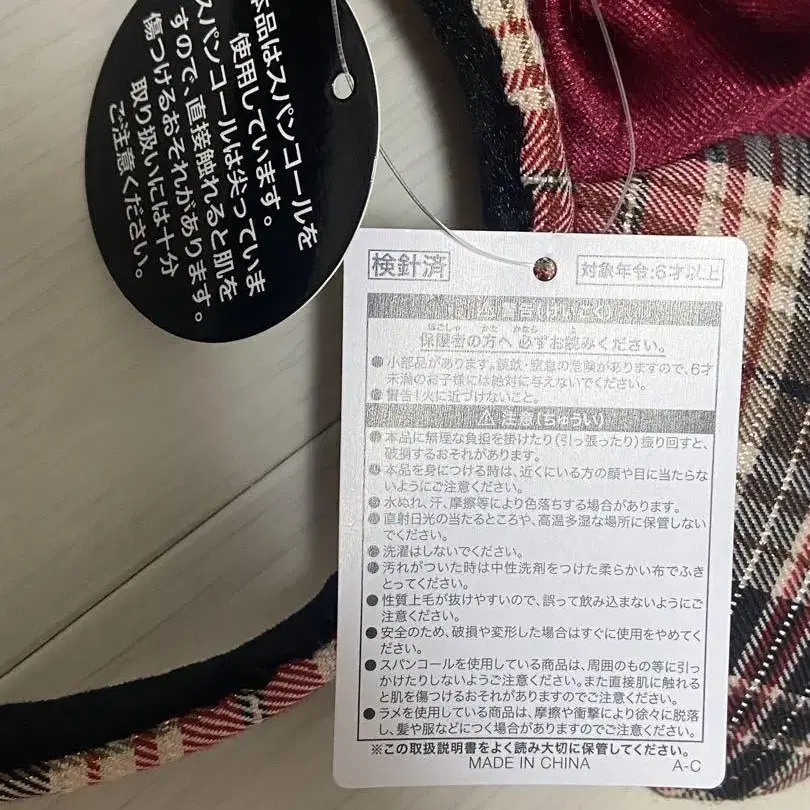 本品はスパンコールを
使用しています。
スパンコールは尖っていま
すので、直接触れると肌を
傷つけるおそれがあります。
取り扱いには十分
ご注意ください。
検針済
対象年令:6才以上
⚠警告(けいこく)
ほごしゃ かた かなら よ
保護者の方へ 必ずお読みください。
小部品があります。誤飲・窒息の危険がありますので、6才
未満のお子様には絶対に与えないでください。
警告!火に近づけないこと。
⚠注意(ちゅうい)
本品に無理な負担を掛けたり(引っ張ったり)振り回すと、
破損するおそれがあります。
本品を身につける時は、近くにいる方の顔や目に当たらな
いようにご注意ください。
水ぬれ、汗、摩擦等により色落ちする場合があります。
直射日光の当たるところや、高温多湿な場所に保管しない
でください。
洗濯はしないでください。
汚れがついた時は中性洗剤をつけた柔らかい布でふき
とってください。
●性質上毛が抜けやすいので、誤って飲み込まないようにご
注意ください。
●安全のため、破損や変形した場合はすぐに使用をやめてく
ださい。
●スパンコールを使用している商品は、周囲のもの等に引っ
かけたりしないようご注意ください。また直接肌に触れる
と肌を傷つけるおそれがありますのでご注意ください。
●ラメを使用している商品は、摩擦や衝撃により徐々に脱落
し、髪や服などにつく場合がありますのでご注意ください。
※この取扱説明書をよく読み大切に保管してください。
MADE IN CHINA
A-C